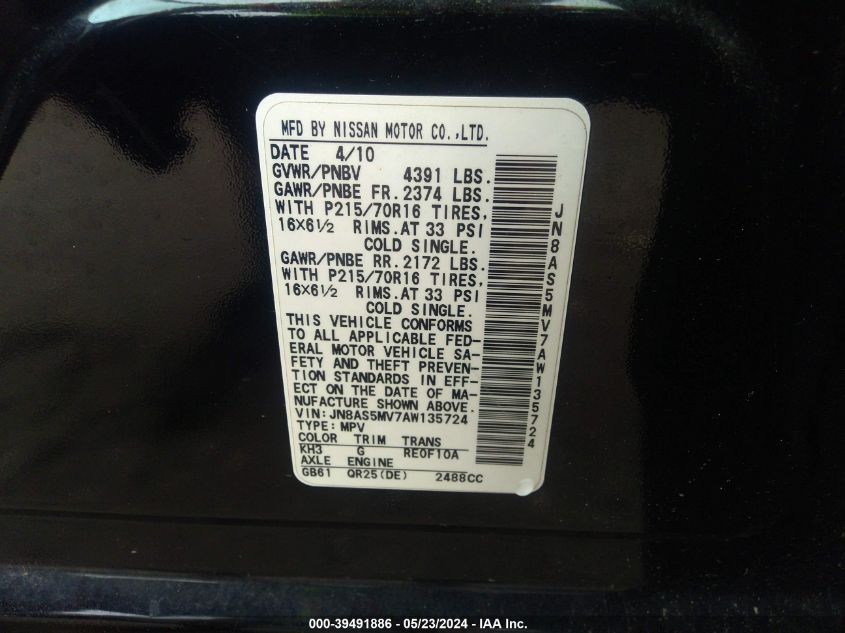 MFD BY NISSAN MOTOR CO.,LTD.
DATE 4/10
GVWR/PNBV 4391 LBS.
GAWR/PNBE FR. 2374 LBS.
WITH P215/70R16 TIRES,
16X6½ RIMS. AT 33 PSI
COLD SINGLE.
GAWR/PNBE RR. 2172 LBS.
WITH P215/70R16 TIRES,
16X6½ RIMS. AT 33 PSI
COLD SINGLE.
THIS VEHICLE CONFORMS
TO ALL APPLICABLE FED-
ERAL MOTOR VEHICLE SA-
FETY AND THEFT PREVEN-
TION STANDARDS IN EFF-
ECT ON THE DATE OF MA-
NUFACTURE SHOWN ABOVE.
VIN: JN8AS5MV7AW135724
TYPE: MPV
COLOR TRIM TRANS
KH3 G RE0F10A
AXLE ENGINE
GB61 QR25(DE) 2488CC
JN8AS5MV7AW135724
000-39491886 - 05/23/2024 - IAA Inc.